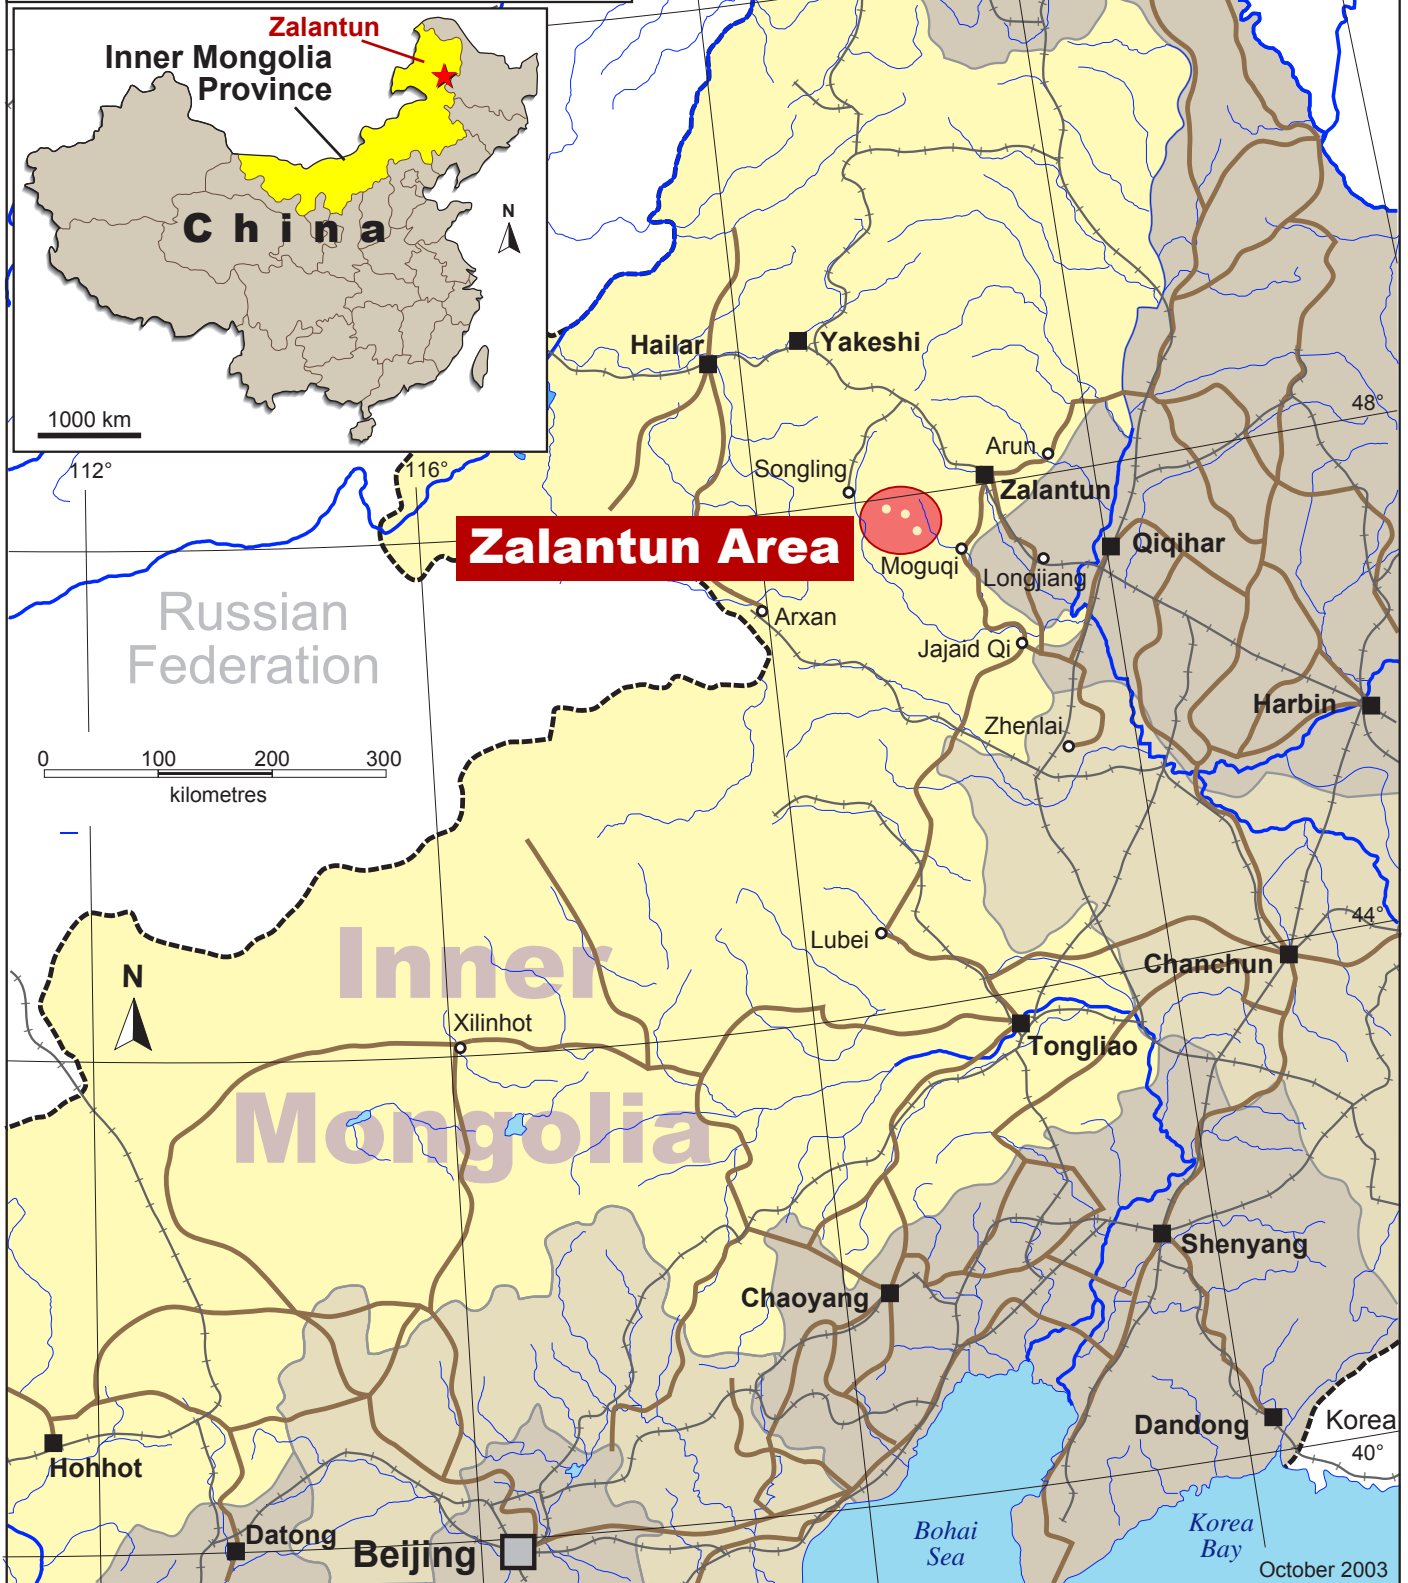 Zalantun
Inner Mongolia
Province
China
N
1000 km
112°
116°
Hailar
Yakeshi
48°
Arun
Songling
Zalantun
Zalantun Area
Qiqihar
Moguqi
Longjiang
Russian
Federation
Arxan
Jajaid Qi
Harbin
Zhenlai
0 100 200 300
kilometres
44°
Lubei
Inner
Chanchun
N
Xilinhot
Tongliao
Mongolia
Shenyang
Chaoyang
Dandong
Korea
40°
Hohhot
Datong
Beijing
Bohai
Sea
Korea
Bay
October 2003